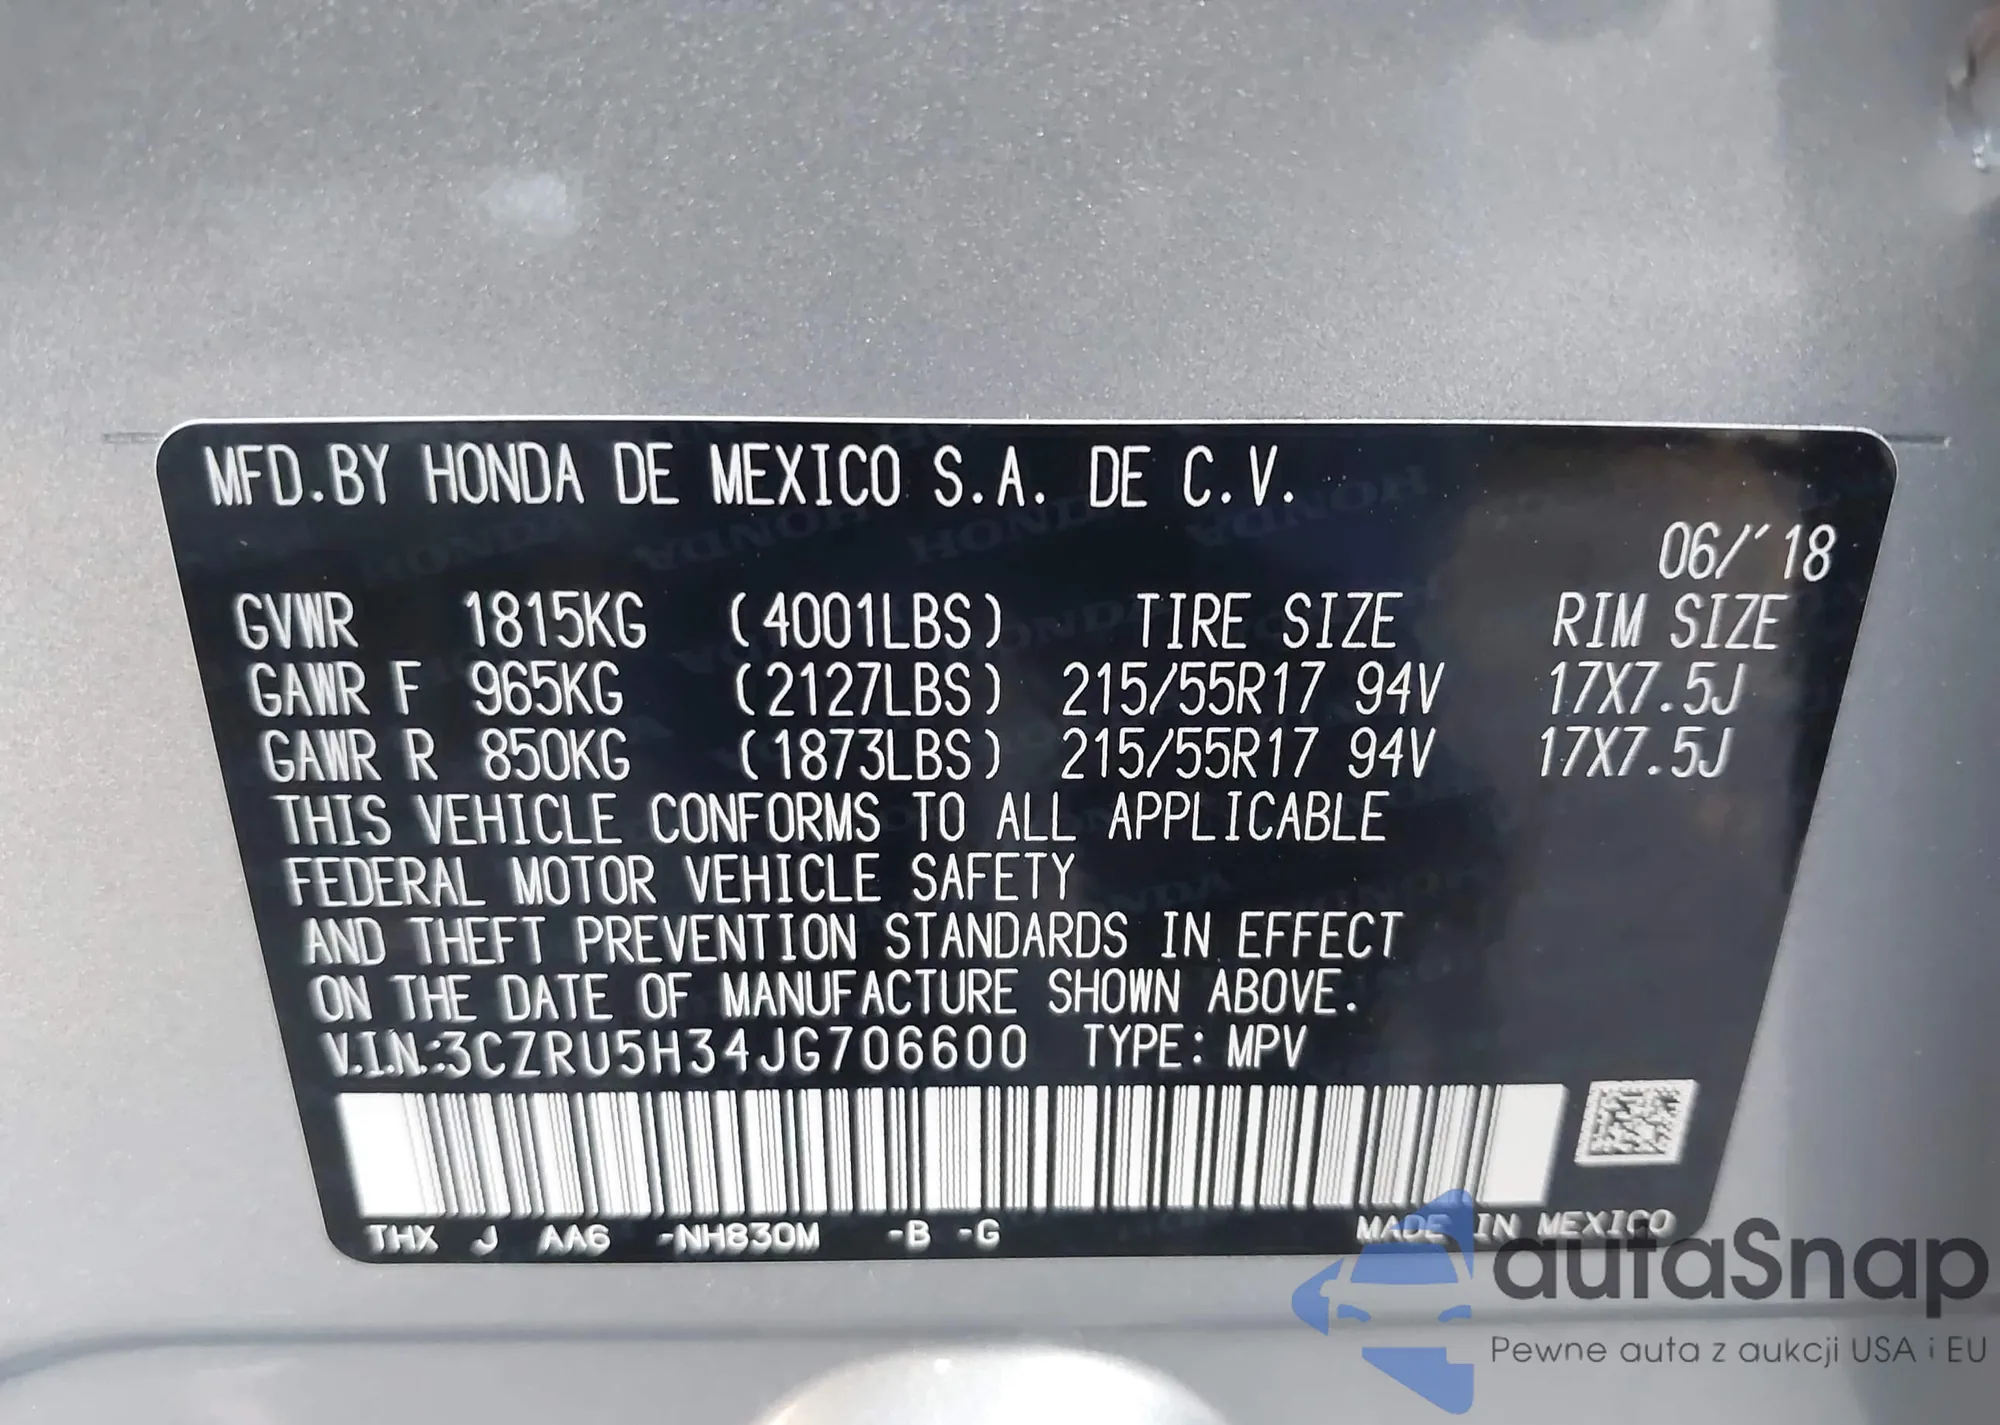 MFD.BY HONDA DE MEXICO S.A. DE C.V.
06/'18
GVWR 1815KG (4001LBS) TIRE SIZE RIM SIZE
GAWR F 965KG (2127LBS) 215/55R17 94V 17X7.5J
GAWR R 850KG (1873LBS) 215/55R17 94V 17X7.5J
THIS VEHICLE CONFORMS TO ALL APPLICABLE
FEDERAL MOTOR VEHICLE SAFETY
AND THEFT PREVENTION STANDARDS IN EFFECT
ON THE DATE OF MANUFACTURE SHOWN ABOVE.
V.I.N.:3CZRU5H34JG706600 TYPE: MPV
THX J AA6 -NH830M -B -G MADE IN MEXICO
autaSnap
Pewne auta z aukcji USA i EU